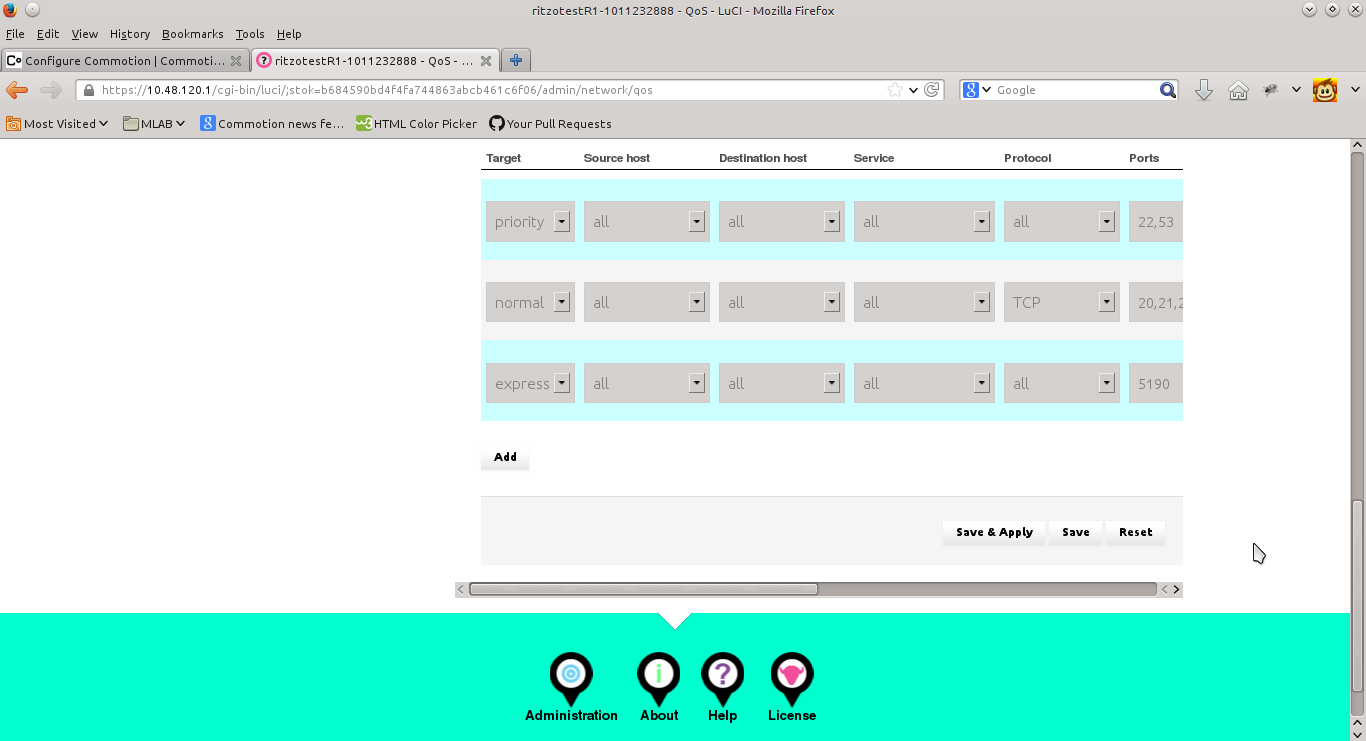 ritzotestR1-1011232888 - QoS - LuCI - Mozilla Firefox
File Edit View History Bookmarks Tools Help
Configure Commotion | Commoti... ritzotestR1-1011232888 - QoS - ...
https://10.48.120.1/cgi-bin/luci/;stok=b684590bd4f4fa744863abcb461c6f06/admin/network/qos Google
Most Visited MLAB Commotion news fe... HTML Color Picker Your Pull Requests
Target Source host Destination host Service Protocol Ports
priority all all all all 22,53
normal all all all TCP 20,21,2
express all all all all 5190
Add
Save & Apply Save Reset
Administration About Help License